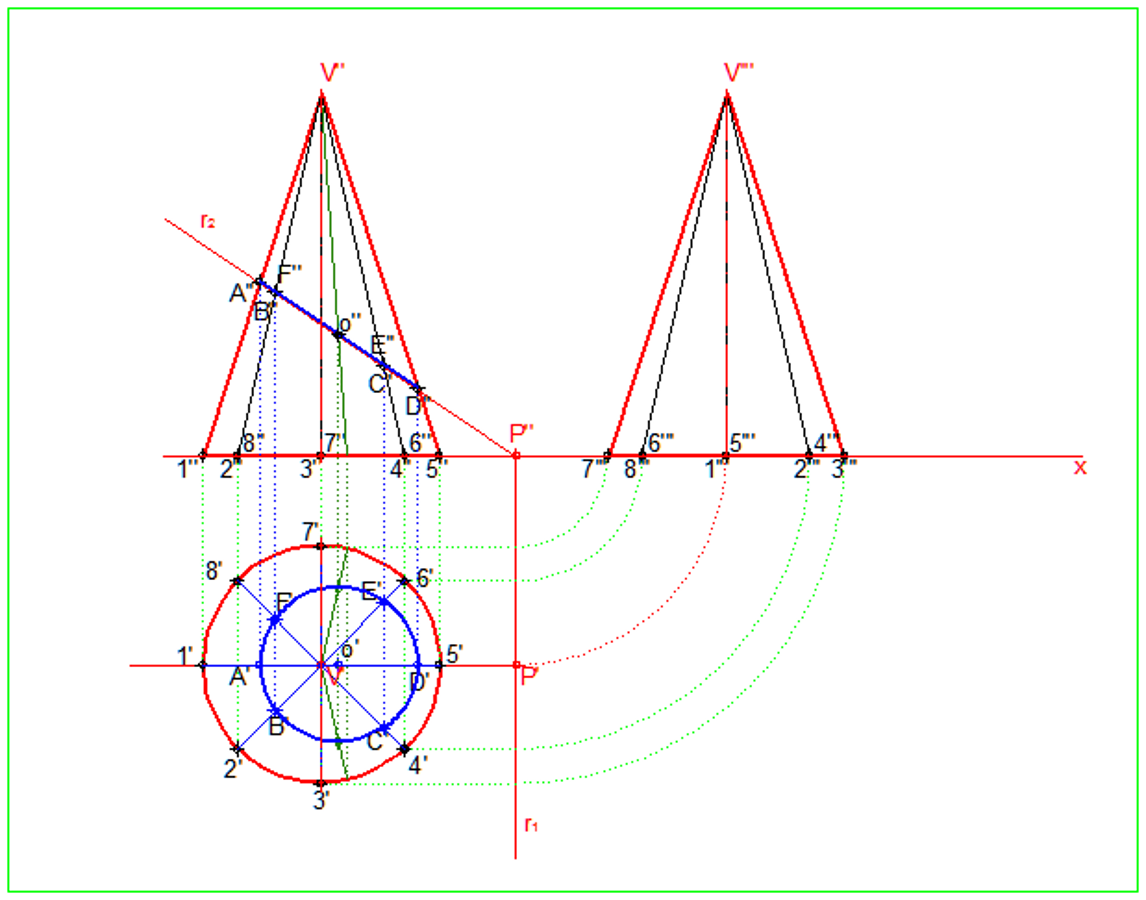 V" V'"
r₂
F"
A"
B"
o"
E"
C"
D"
P"
8" 7" 6'" 6'" 5'" 4'"
1" 2" 3" 4" 5" 7'" 8'" 1'" 2'" 3'"
x
7'
8' 6'
F' E'
1' o' 5'
A' V' D' P'
B' C'
2' 4'
3'
r₁